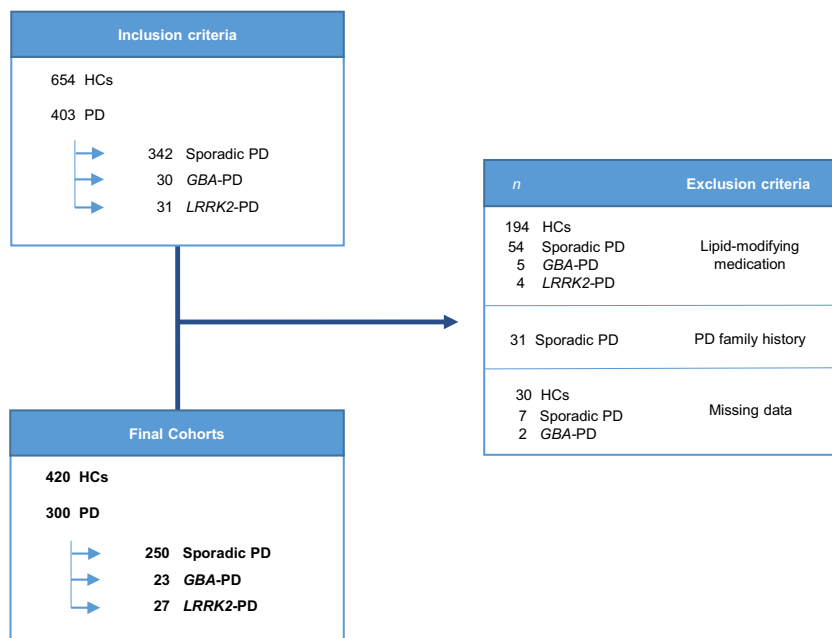 Inclusion criteria
654 HCs
403 PD
342 Sporadic PD
30 GBA-PD
31 LRRK2-PD
n Exclusion criteria
194 HCs
54 Sporadic PD
5 GBA-PD
4 LRRK2-PD
Lipid-modifying
medication
31 Sporadic PD PD family history
30 HCs
7 Sporadic PD
2 GBA-PD
Missing data
Final Cohorts
420 HCs
300 PD
250 Sporadic PD
23 GBA-PD
27 LRRK2-PD